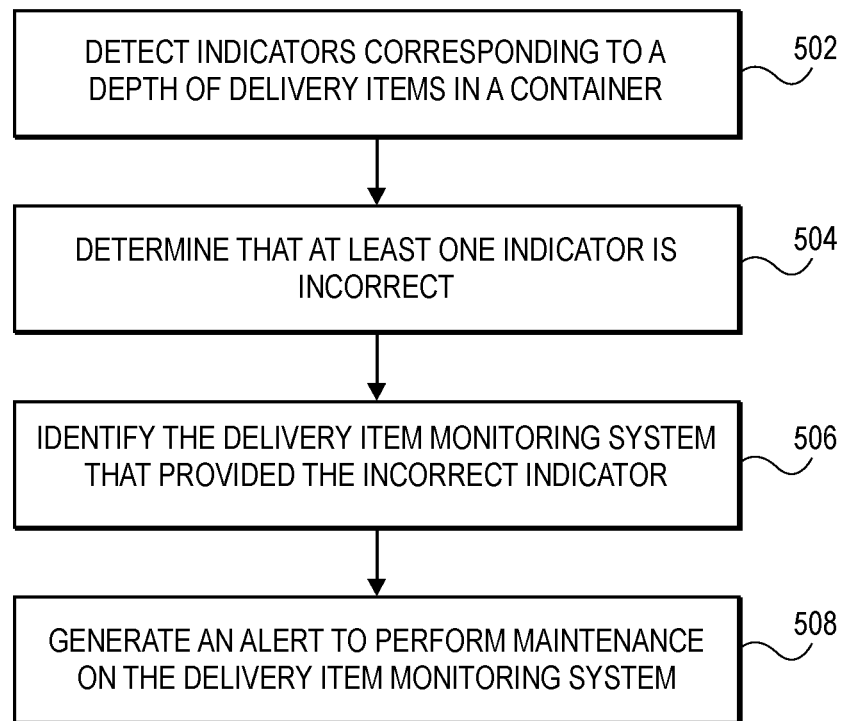 DETECT INDICATORS CORRESPONDING TO A
DEPTH OF DELIVERY ITEMS IN A CONTAINER
502
DETERMINE THAT AT LEAST ONE INDICATOR IS
INCORRECT
504
IDENTIFY THE DELIVERY ITEM MONITORING SYSTEM
THAT PROVIDED THE INCORRECT INDICATOR
506
GENERATE AN ALERT TO PERFORM MAINTENANCE
ON THE DELIVERY ITEM MONITORING SYSTEM
508